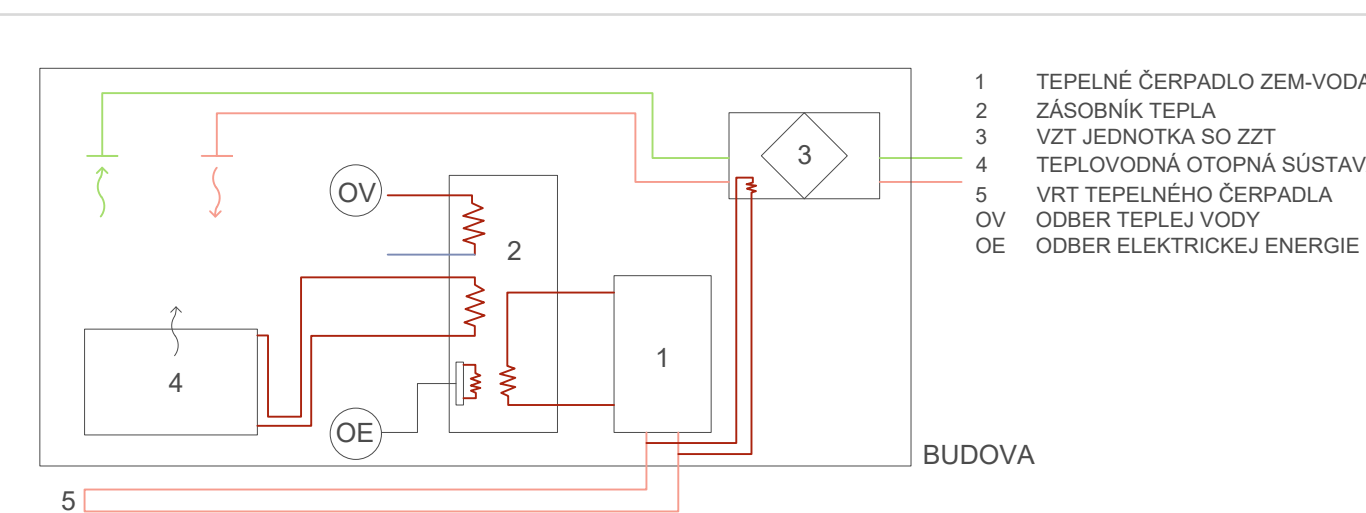 1 TEPELNÉ ČERPADLO ZEM-VODA
2 ZÁSOBNÍK TEPLA
3 VZT JEDNOTKA SO ZZT
4 TEPLOVODNÁ OTOPNÁ SÚSTAV
5 VRT TEPELNÉHO ČERPADLA
OV ODBER TEPLEJ VODY
OE ODBER ELEKTRICKEJ ENERGIE
3
OV
2
1
4
OE
BUDOVA
5